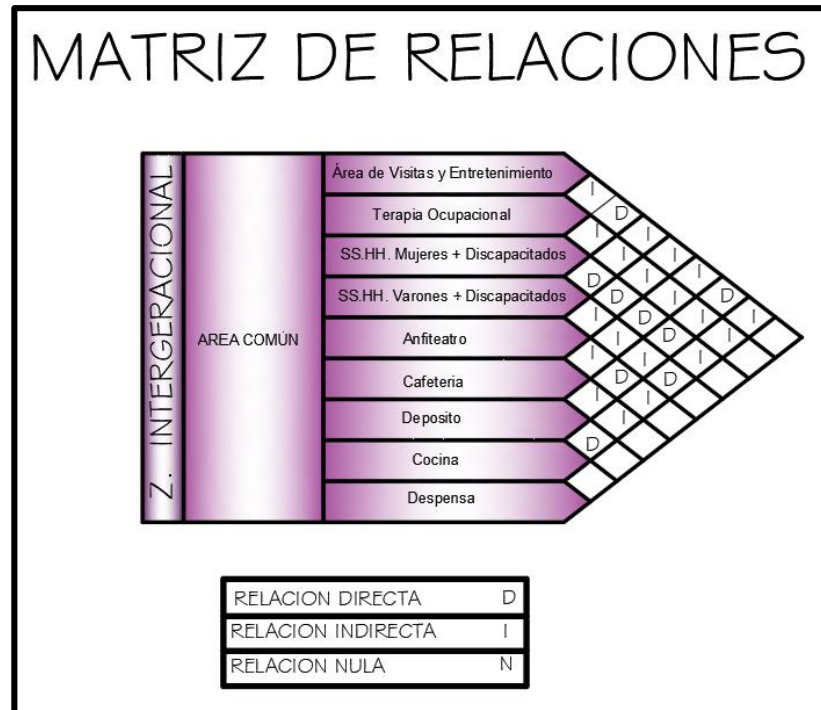 MATRIZ DE RELACIONES
Z. INTERGERACIONAL
AREA COMÚN
Área de Visitas y Entretenimiento
Terapia Ocupacional
SS.HH. Mujeres + Discapacitados
SS.HH. Varones + Discapacitados
Anfiteatro
Cafeteria
Deposito
Cocina
Despensa
I
D
I I
I I
D I I
D I D
I D I I
I D I
I I I
D D
I I
I
D
RELACION DIRECTA D
RELACION INDIRECTA I
RELACION NULA N